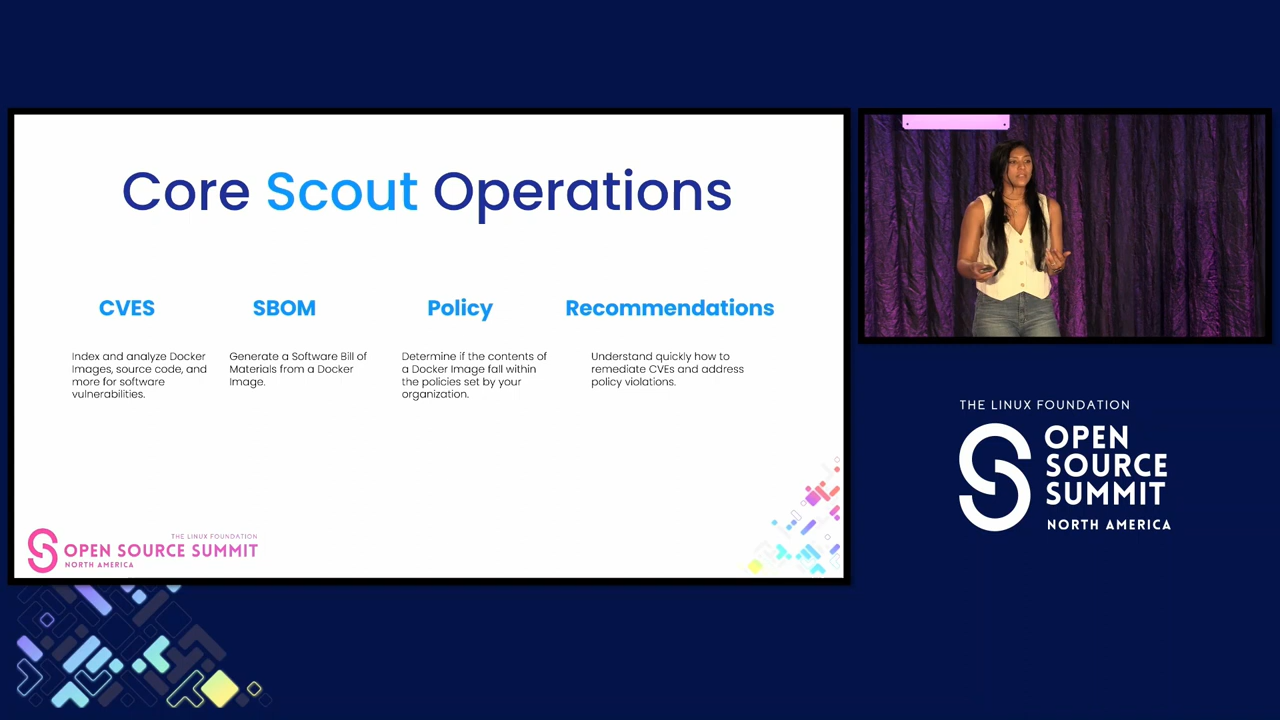 Core Scout Operations
CVES
Index and analyze Docker
Images, source code, and
more for software
vulnerabilities.
SBOM
Generate a Software Bill of
Materials from a Docker
Image.
Policy
Determine if the contents of
a Docker Image fall within
the policies set by your
organization.
Recommendations
Understand quickly how to
remediate CVEs and address
policy violations.
THE LINUX FOUNDATION
OPEN SOURCE SUMMIT
NORTH AMERICA
THE LINUX FOUNDATION
OPEN
SOURCE
SUMMIT
NORTH AMERICA